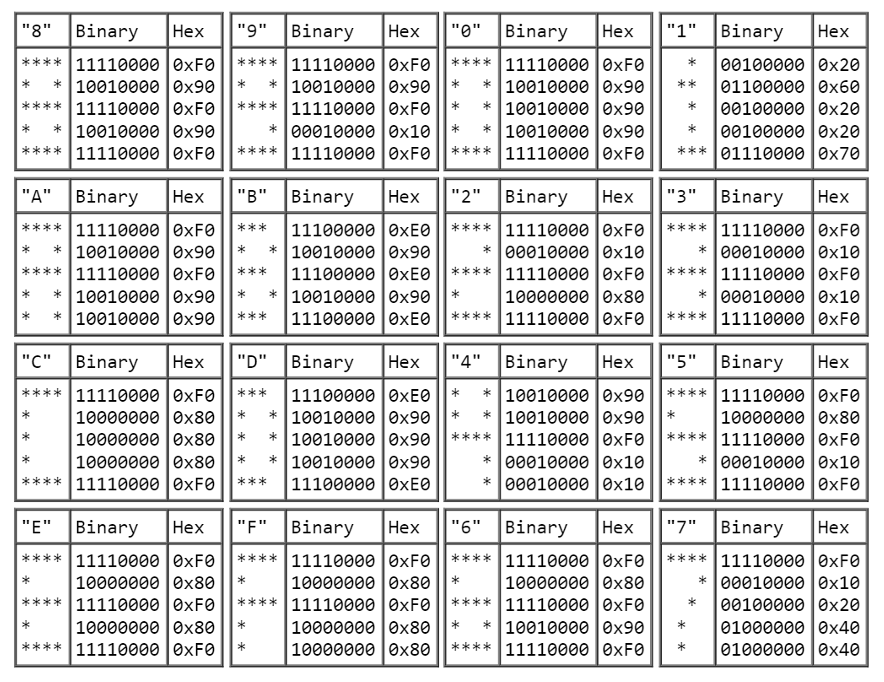 "8" Binary Hex
**** 11110000 0xF0
*  * 10010000 0x90
**** 11110000 0xF0
*  * 10010000 0x90
**** 11110000 0xF0
"9" Binary Hex
**** 11110000 0xF0
*  * 10010000 0x90
**** 11110000 0xF0
   * 00010000 0x10
**** 11110000 0xF0
"0" Binary Hex
**** 11110000 0xF0
*  * 10010000 0x90
*  * 10010000 0x90
*  * 10010000 0x90
**** 11110000 0xF0
"1" Binary Hex
  *  00100000 0x20
 **  01100000 0x60
  *  00100000 0x20
  *  00100000 0x20
 *** 01110000 0x70
"A" Binary Hex
**** 11110000 0xF0
*  * 10010000 0x90
**** 11110000 0xF0
*  * 10010000 0x90
*  * 10010000 0x90
"B" Binary Hex
***  11100000 0xE0
*  * 10010000 0x90
***  11100000 0xE0
*  * 10010000 0x90
***  11100000 0xE0
"2" Binary Hex
**** 11110000 0xF0
   * 00010000 0x10
**** 11110000 0xF0
*    10000000 0x80
**** 11110000 0xF0
"3" Binary Hex
**** 11110000 0xF0
   * 00010000 0x10
**** 11110000 0xF0
   * 00010000 0x10
**** 11110000 0xF0
"C" Binary Hex
**** 11110000 0xF0
*    10000000 0x80
*    10000000 0x80
*    10000000 0x80
**** 11110000 0xF0
"D" Binary Hex
***  11100000 0xE0
*  * 10010000 0x90
*  * 10010000 0x90
*  * 10010000 0x90
***  11100000 0xE0
"4" Binary Hex
*  * 10010000 0x90
*  * 10010000 0x90
**** 11110000 0xF0
   * 00010000 0x10
   * 00010000 0x10
"5" Binary Hex
**** 11110000 0xF0
*    10000000 0x80
**** 11110000 0xF0
   * 00010000 0x10
**** 11110000 0xF0
"E" Binary Hex
**** 11110000 0xF0
*    10000000 0x80
**** 11110000 0xF0
*    10000000 0x80
**** 11110000 0xF0
"F" Binary Hex
**** 11110000 0xF0
*    10000000 0x80
**** 11110000 0xF0
*    10000000 0x80
*    10000000 0x80
"6" Binary Hex
**** 11110000 0xF0
*    10000000 0x80
**** 11110000 0xF0
*  * 10010000 0x90
**** 11110000 0xF0
"7" Binary Hex
**** 11110000 0xF0
   * 00010000 0x10
  *  00100000 0x20
 *   01000000 0x40
 *   01000000 0x40